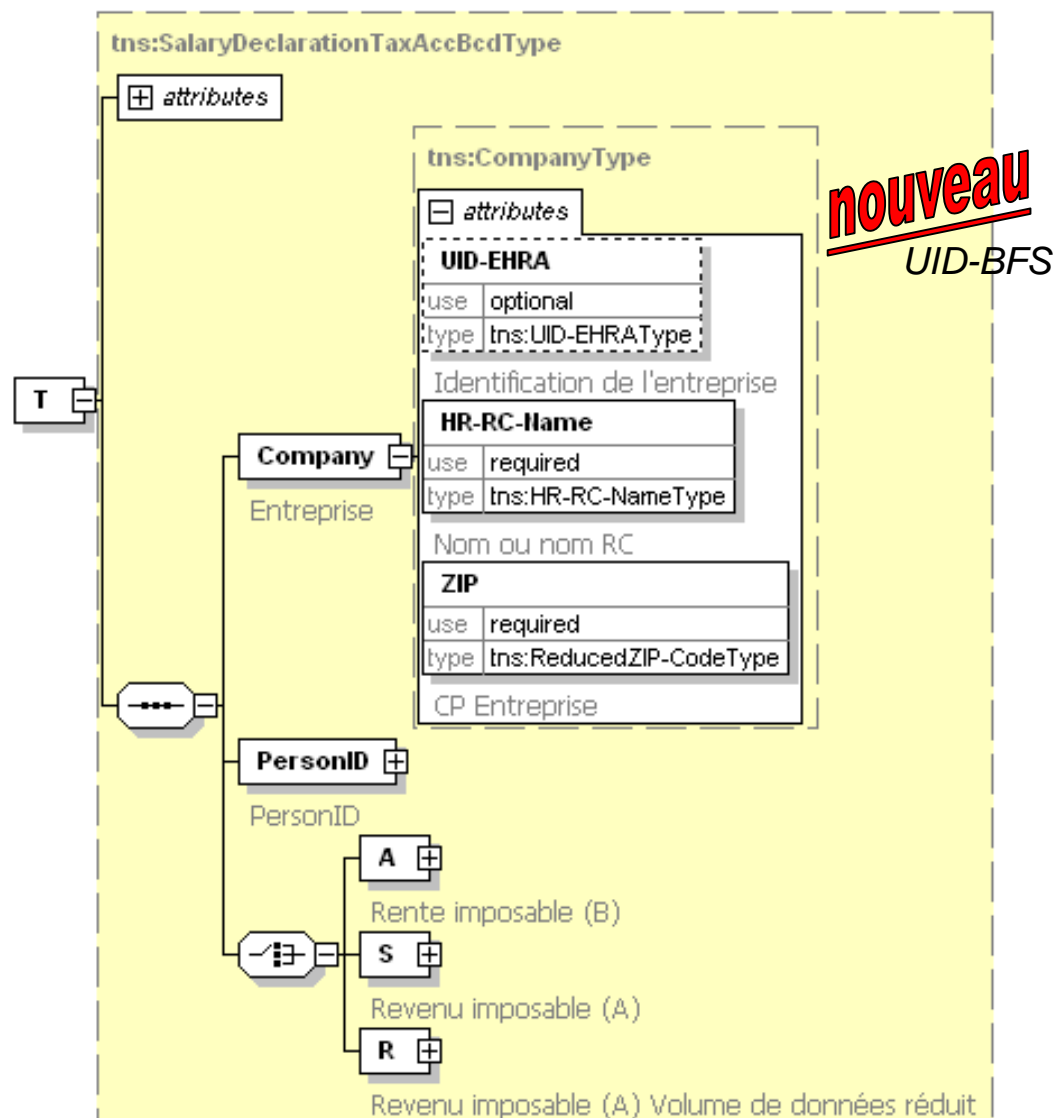 tns:SalaryDeclarationTaxAccBcdType
attributes
tns:CompanyType
attributes
nouveau
UID-BFS
UID-EHRA
use optional
type tns:UID-EHRAType
Identification de l'entreprise
T
HR-RC-Name
use required
type tns:HR-RC-NameType
Nom ou nom RC
Company
Entreprise
ZIP
use required
type tns:ReducedZIP-CodeType
CP Entreprise
PersonID
PersonID
A
Rente imposable (B)
S
Revenu imposable (A)
R
Revenu imposable (A) Volume de données réduit